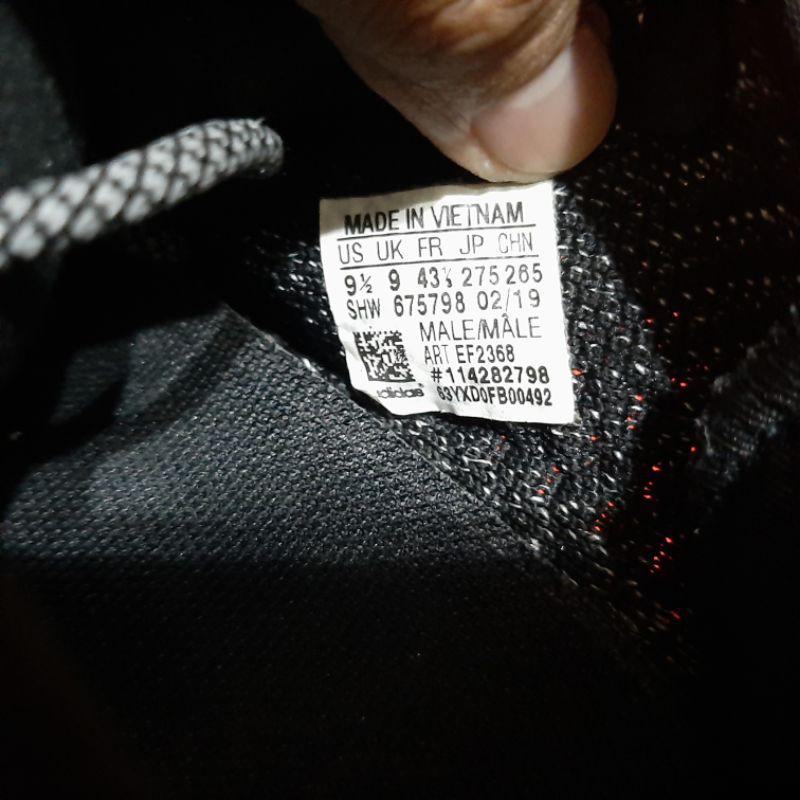 MADE IN VIETNAM
US UK FR JP CHN
9½ 9 43⅓ 275 265
SHW 675798 02/19
MALE/MÂLE
ART EF2368
#114282798
adidas 63YXD0FB00492